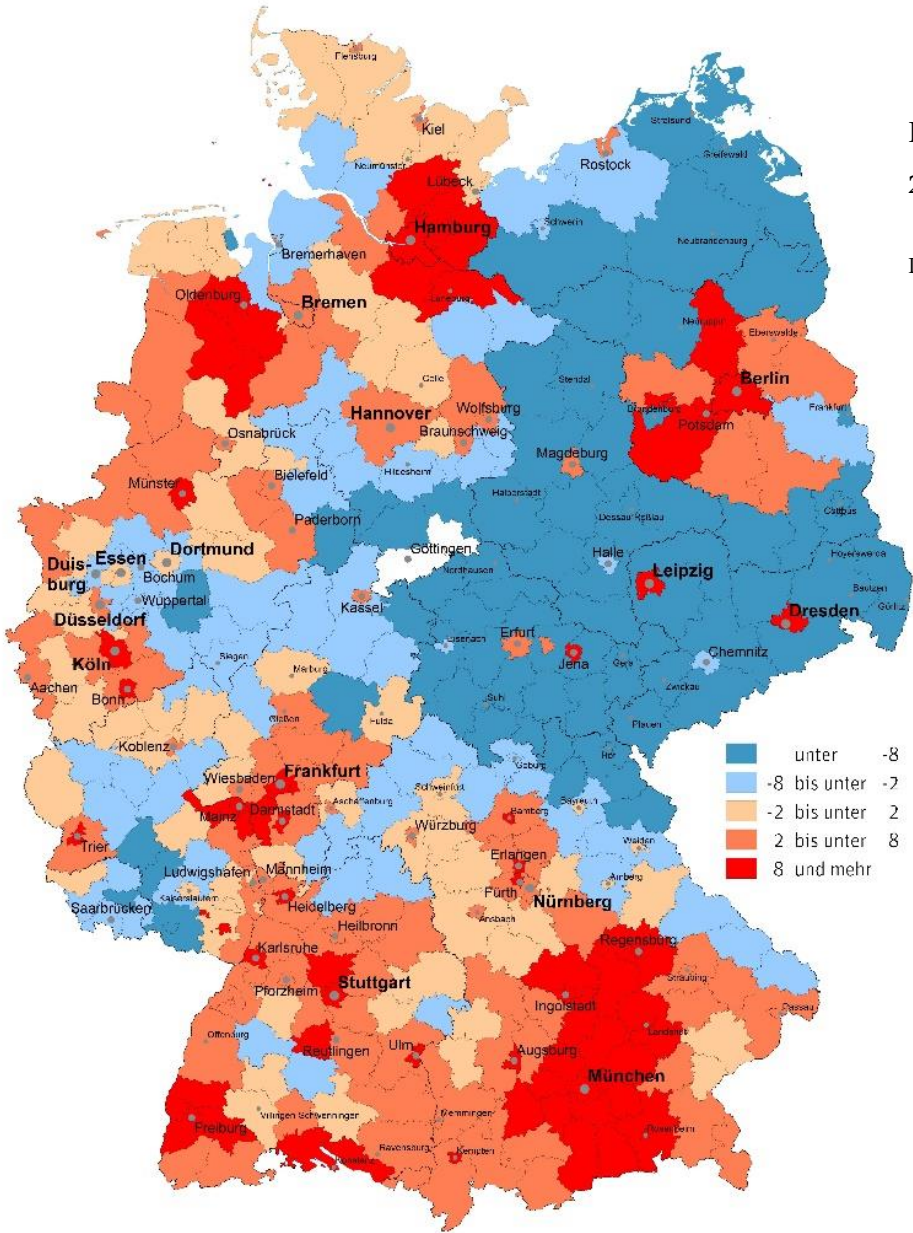 Flensburg
Stralsund
Kiel
Greifswald
Rostock
Neumünster
Lübeck
Schwerin
Hamburg
Neubrandenburg
Bremerhaven
Oldenburg
Lüneburg
Bremen
Neuruppin
Eberswalde
Celle
Stendal
Berlin
Hannover
Wolfsburg
Brandenburg
Frankfurt
Osnabrück
Braunschweig
Potsdam
Magdeburg
Bielefeld
Hildesheim
Münster
Halberstadt
Dessau-Roßlau
Cottbus
Paderborn
Duis-
burg
Essen
Dortmund
Göttingen
Halle
Hoyerswerda
Bochum
Nordhausen
Leipzig
Bautzen
Wuppertal
Kassel
Görlitz
Düsseldorf
Dresden
Eisenach
Erfurt
Köln
Siegen
Jena
Gera
Chemnitz
Marburg
Aachen
Zwickau
Bonn
Suhl
Gießen
Fulda
Plauen
Koblenz
Hof
unter -8
Coburg
Wiesbaden
Frankfurt
-8 bis unter -2
Schweinfurt
Mainz
Darmstadt
Aschaffenburg
Bamberg
Bayreuth
-2 bis unter 2
Trier
Würzburg
2 bis unter 8
Weiden
Erlangen
Ludwigshafen
Mannheim
8 und mehr
Amberg
Kaiserslautern
Fürth
Saarbrücken
Heidelberg
Nürnberg
Ansbach
Heilbronn
Karlsruhe
Regensburg
Stuttgart
Straubing
Pforzheim
Ingolstadt
Passau
Offenburg
Landshut
Reutlingen
Ulm
Augsburg
München
Villingen-Schwenningen
Memmingen
Freiburg
Rosenheim
Ravensburg
Kempten
Konstanz